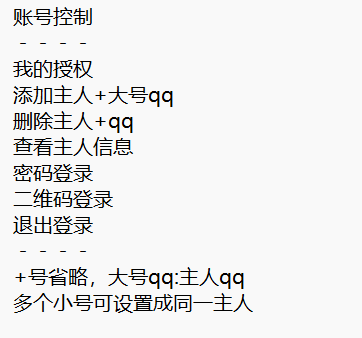 账号控制
- - - -
我的授权
添加主人+大号qq
删除主人+qq
查看主人信息
密码登录
二维码登录
退出登录
- - - -
+号省略，大号qq:主人qq
多个小号可设置成同一主人